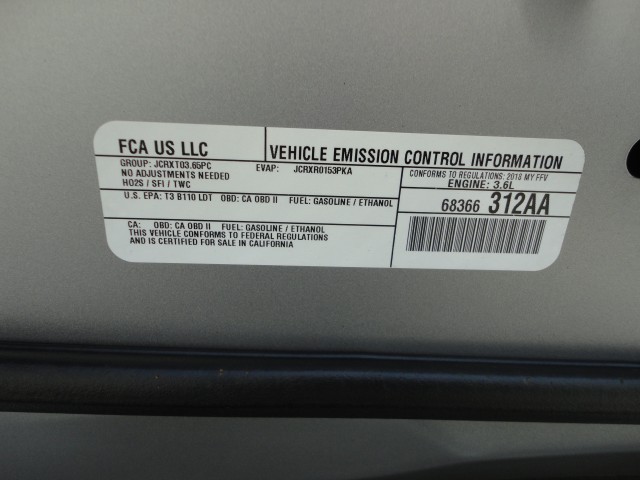 FCA US LLC
VEHICLE EMISSION CONTROL INFORMATION
GROUP: JCRXT03.65PC EVAP: JCRXR0153PKA
NO ADJUSTMENTS NEEDED
HO2S / SFI / TWC
CONFORMS TO REGULATIONS: 2018 MY FFV
ENGINE: 3.6L
U.S. EPA: T3 B110 LDT OBD: CA OBD II FUEL: GASOLINE / ETHANOL
68366 312AA
CA: OBD: CA OBD II FUEL: GASOLINE / ETHANOL
THIS VEHICLE CONFORMS TO FEDERAL REGULATIONS
AND IS CERTIFIED FOR SALE IN CALIFORNIA